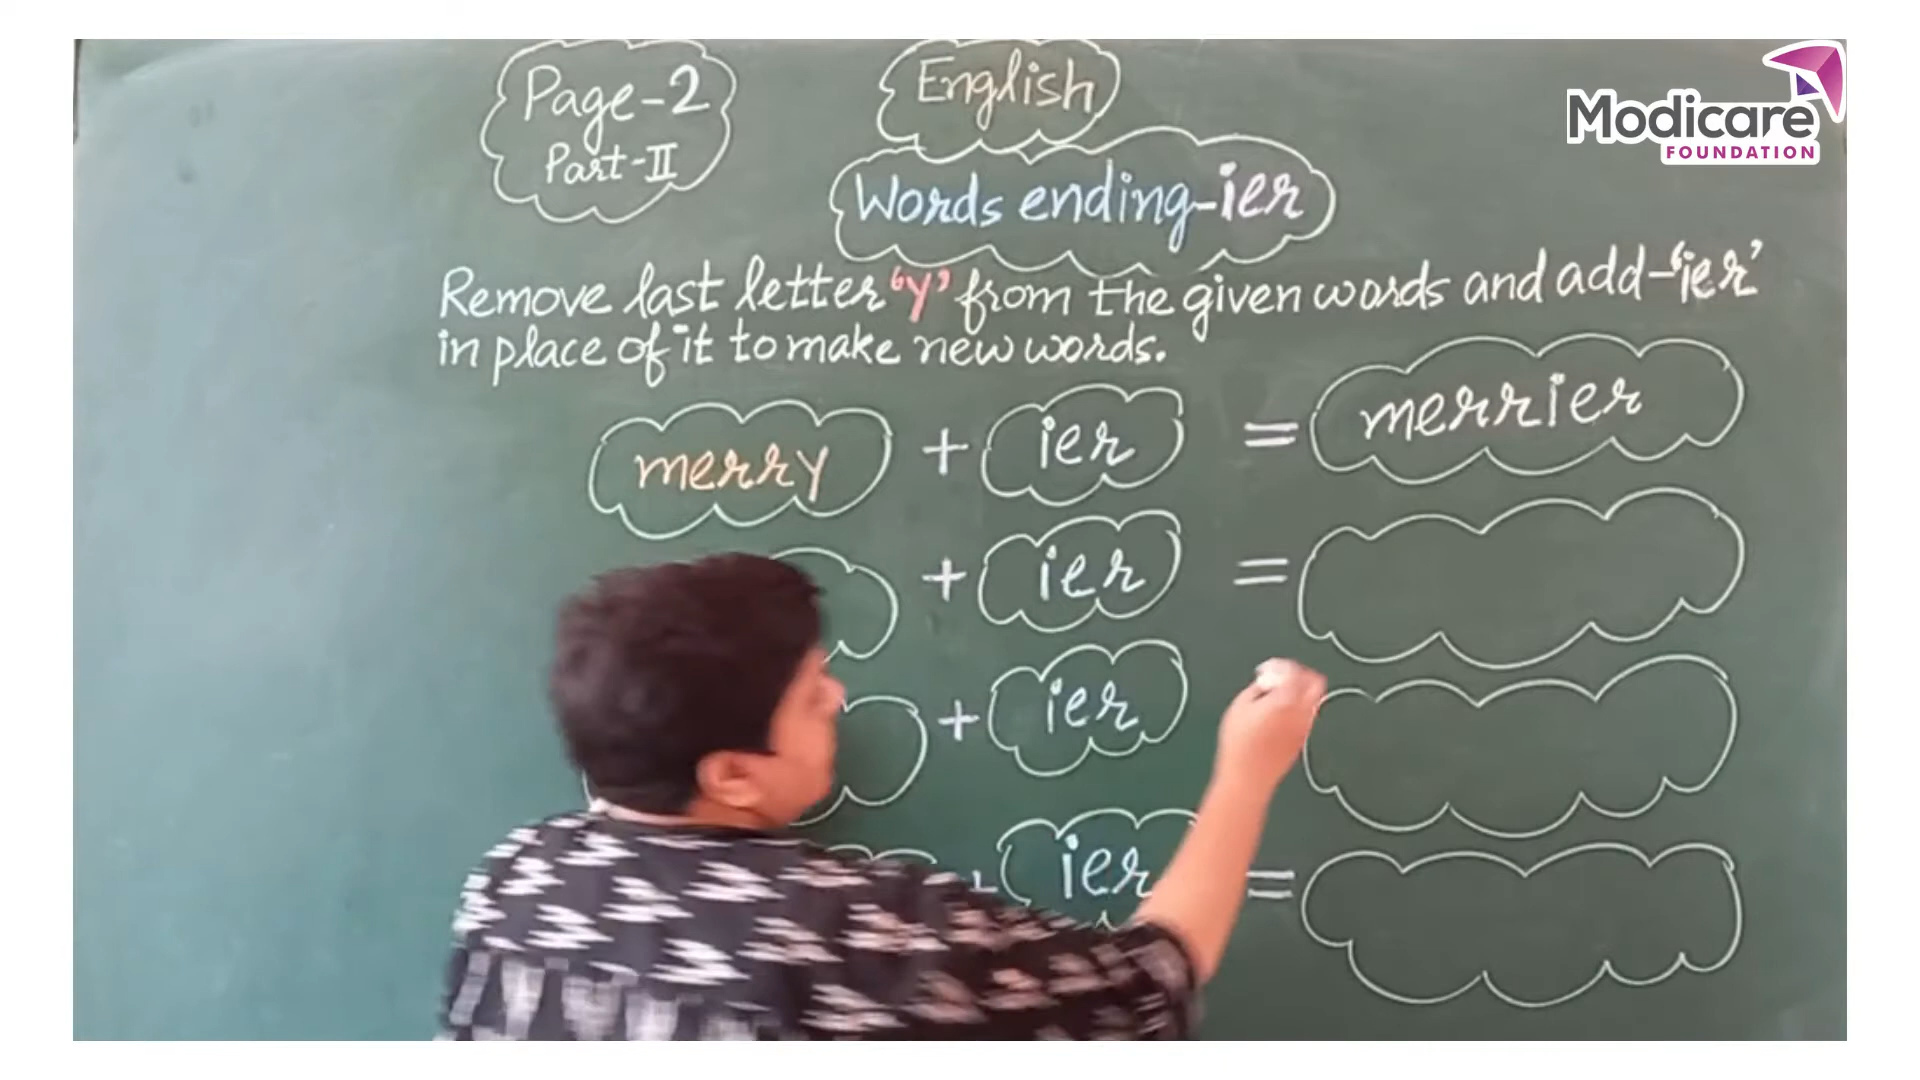 Page-2
Part-II
English
Words ending-ier
Remove last letter 'y' from the given words and add-'ier'
in place of it to make new words.
merry + ier = merrier
+ ier =
+ ier
+ ier =
Modicare
FOUNDATION